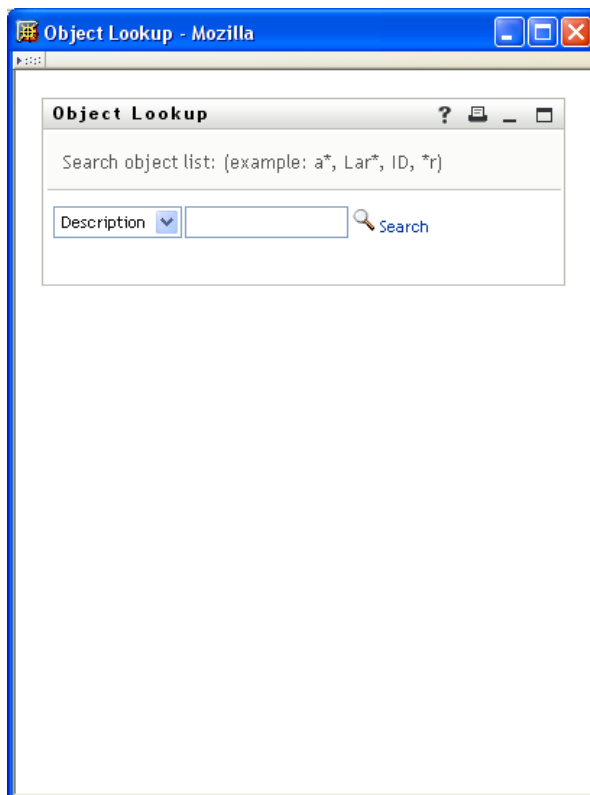 Object Lookup - Mozilla
Object Lookup ?
Search object list: (example: a*, Lar*, ID, *r)
Description Search